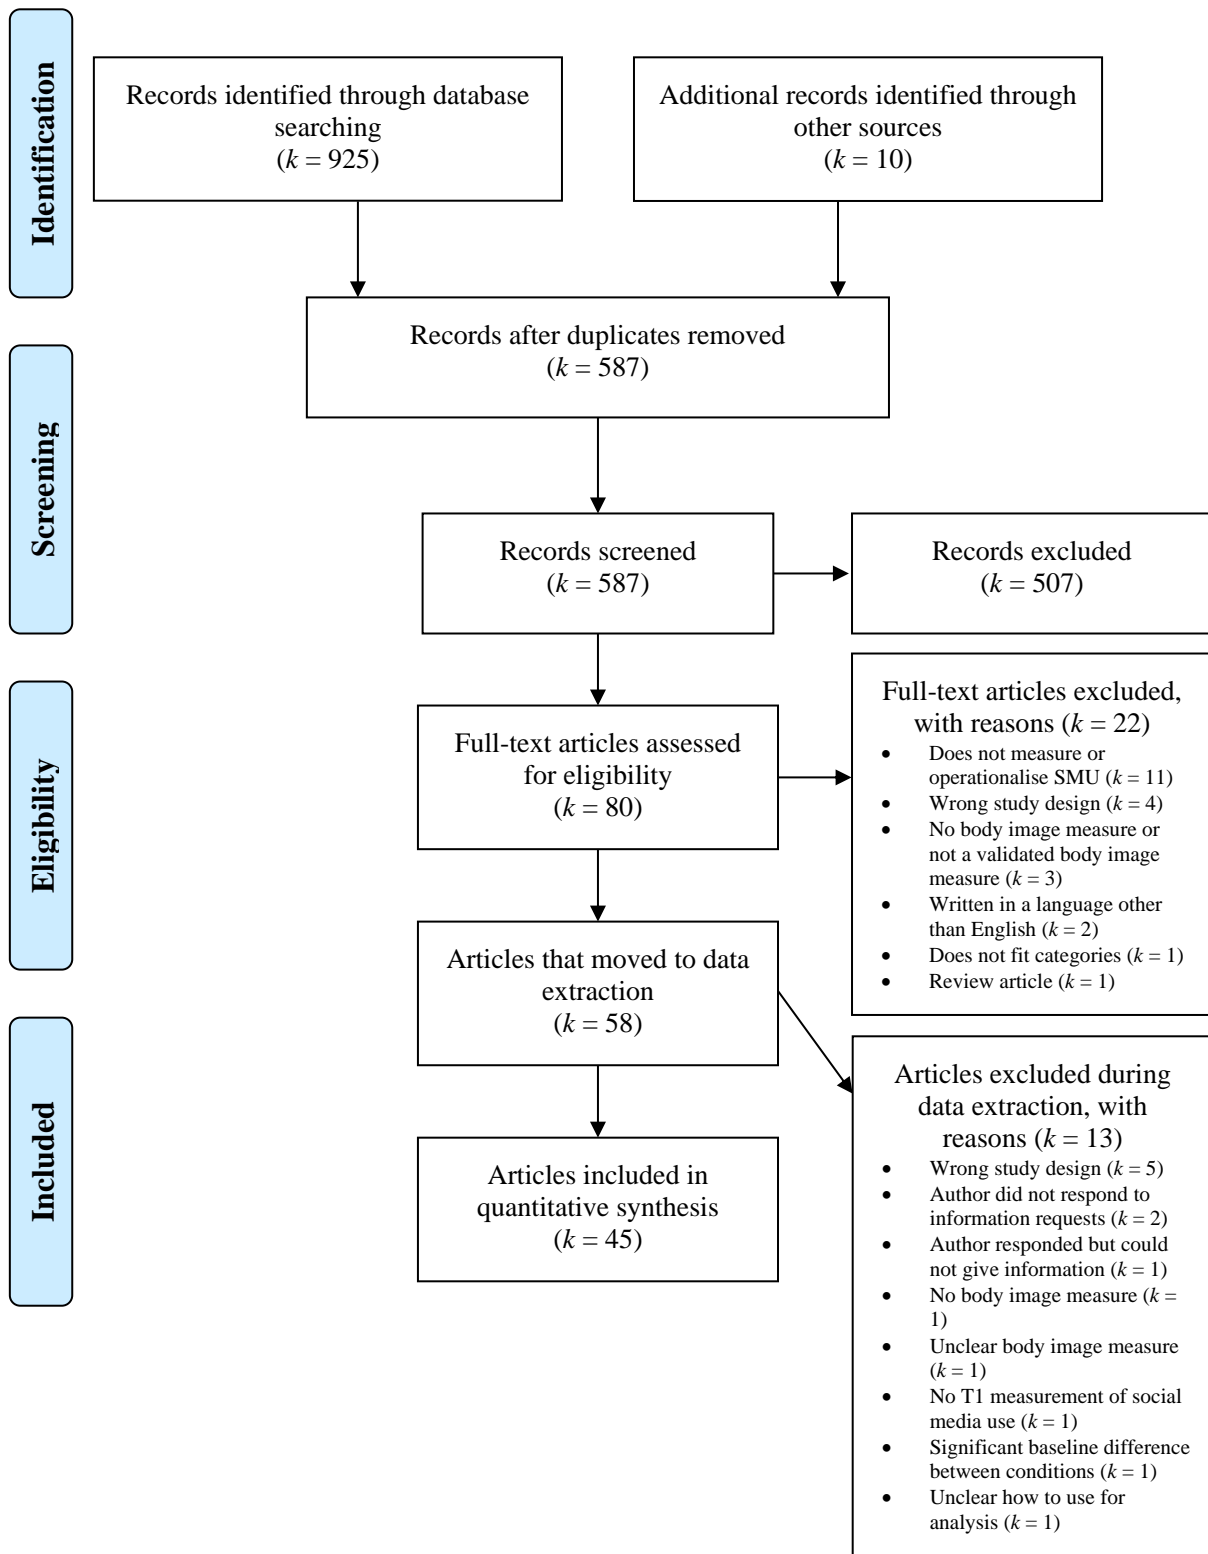 Identification
Records identified through database
searching
(k = 925)
Additional records identified through
other sources
(k = 10)
Records after duplicates removed
(k = 587)
Screening
Records screened
(k = 587)
Records excluded
(k = 507)
Eligibility
Full-text articles assessed
for eligibility
(k = 80)
Full-text articles excluded,
with reasons (k = 22)
• Does not measure or
operationalise SMU (k = 11)
• Wrong study design (k = 4)
• No body image measure or
not a validated body image
measure (k = 3)
• Written in a language other
than English (k = 2)
• Does not fit categories (k = 1)
• Review article (k = 1)
Articles that moved to data
extraction
(k = 58)
Articles excluded during
data extraction, with
reasons (k = 13)
• Wrong study design (k = 5)
• Author did not respond to
information requests (k = 2)
• Author responded but could
not give information (k = 1)
• No body image measure (k =
1)
• Unclear body image measure
(k = 1)
• No T1 measurement of social
media use (k = 1)
• Significant baseline difference
between conditions (k = 1)
• Unclear how to use for
analysis (k = 1)
Included
Articles included in
quantitative synthesis
(k = 45)